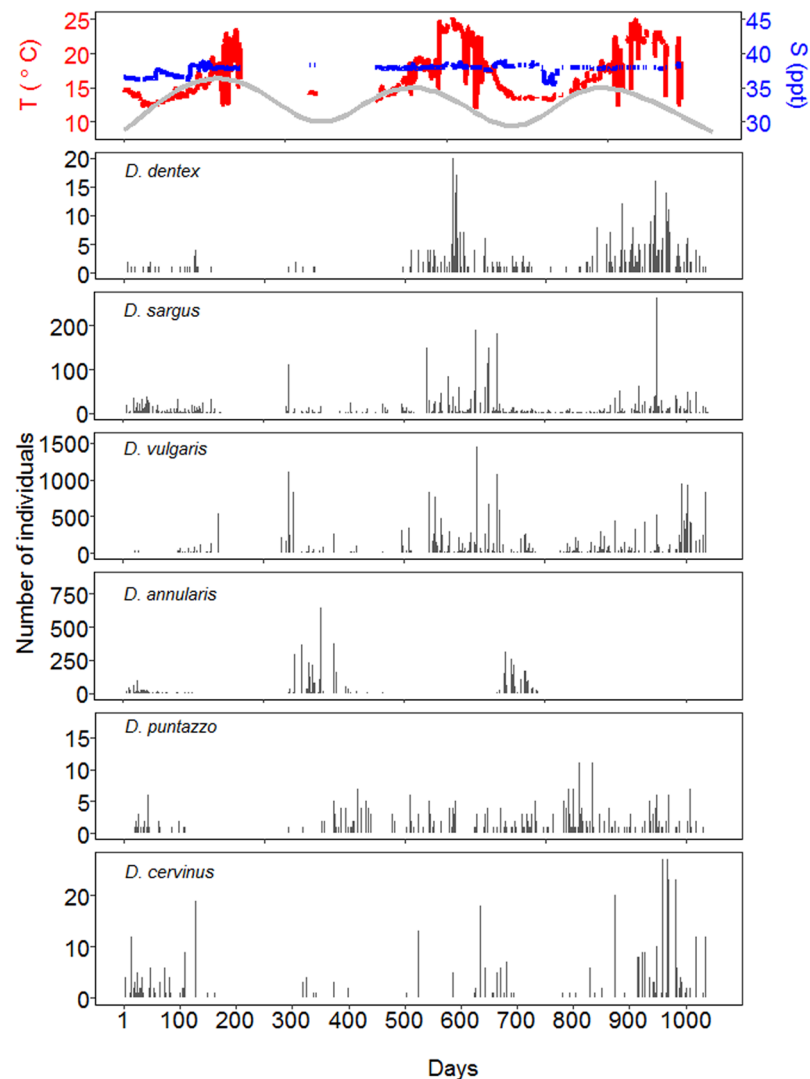 T ( ° C)
25
20
15
10
45
40
35
30
S (ppt)
D. dentex
20
15
10
5
0
D. sargus
200
100
0
D. vulgaris
1500
1000
500
0
Number of individuals
D. annularis
750
500
250
0
D. puntazzo
15
10
5
0
D. cervinus
20
10
0
1 100 200 300 400 500 600 700 800 900 1000
Days